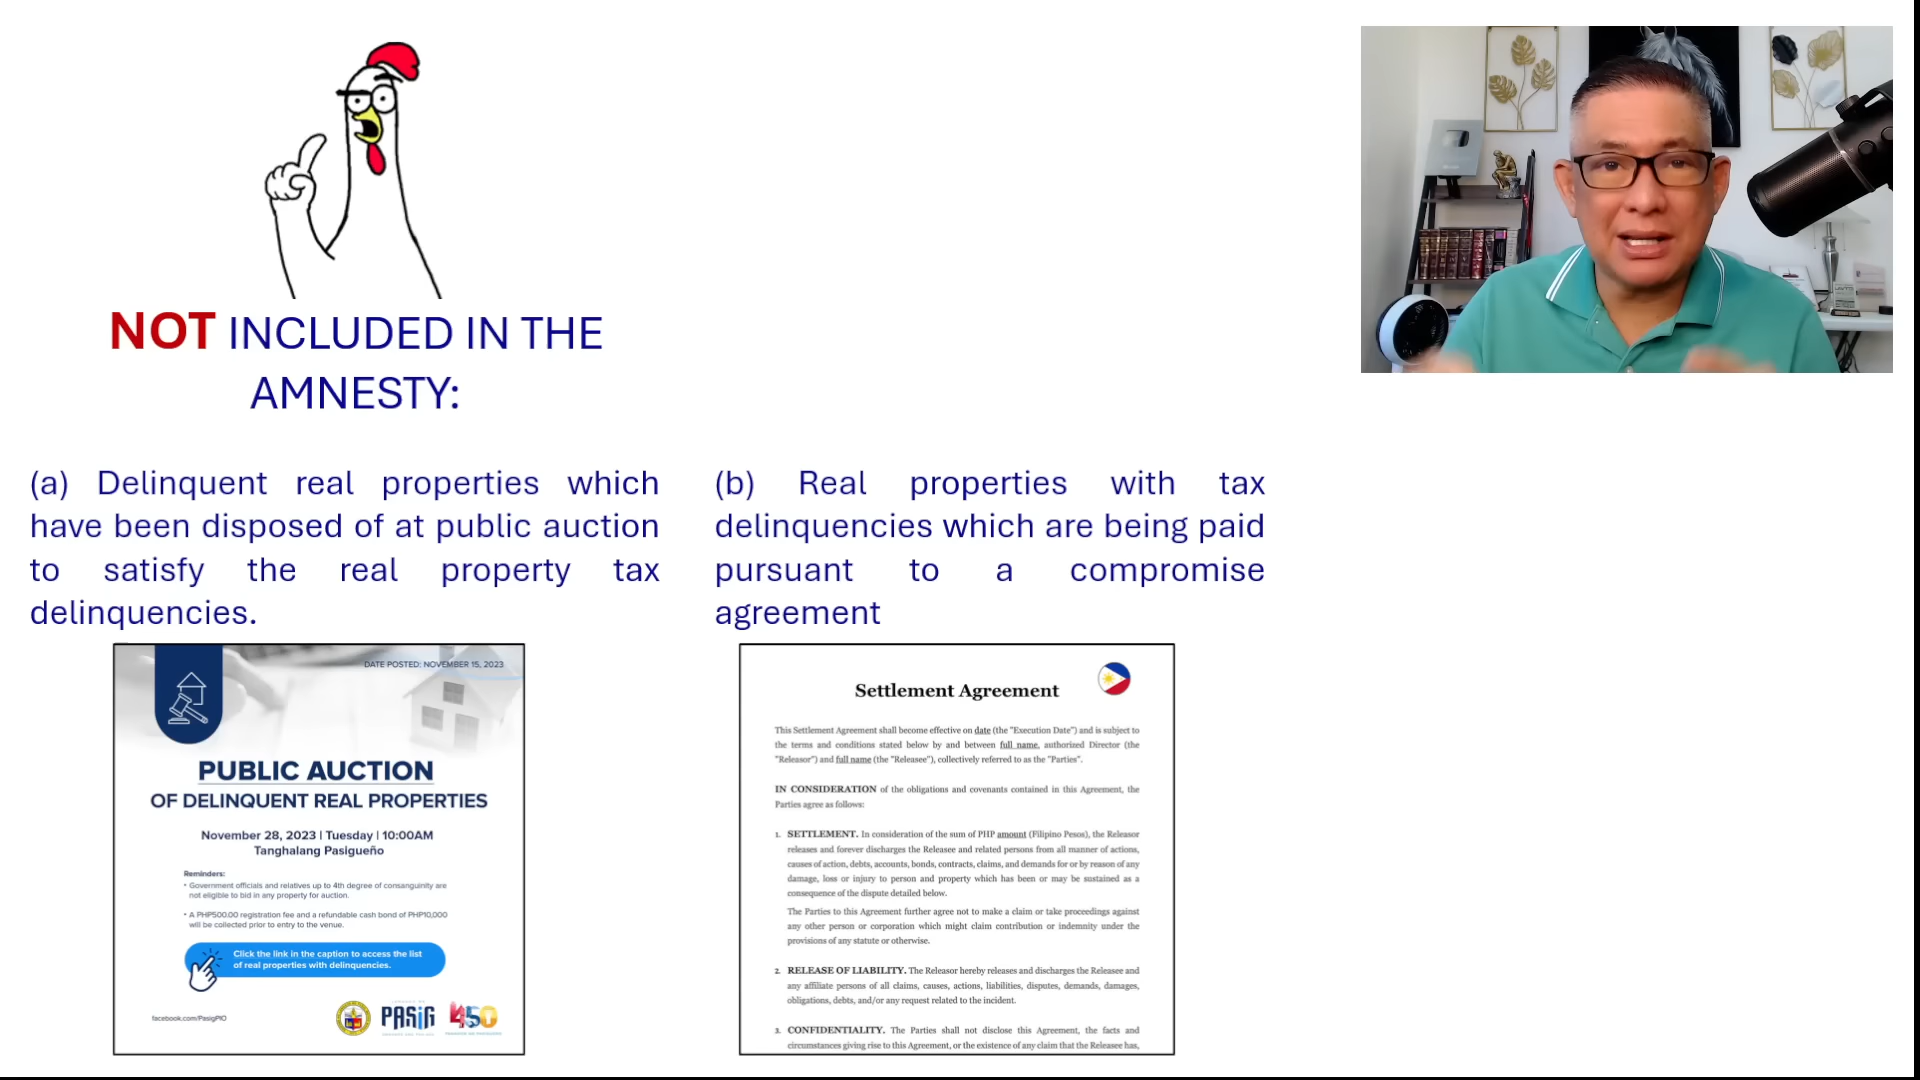 NOT INCLUDED IN THE
AMNESTY:
(a) Delinquent real properties which
have been disposed of at public auction
to satisfy the real property tax
delinquencies.
(b) Real properties with tax
delinquencies which are being paid
pursuant to a compromise
agreement
DATE POSTED: NOVEMBER 15, 2023
PUBLIC AUCTION
OF DELINQUENT REAL PROPERTIES
November 28, 2023 | Tuesday | 10:00AM
Tanghalang Pasigueño
Reminders:
• Government officials and relatives up to 4th degree of consanguinity are
not eligible to bid in any property for auction.
• A PHP500.00 registration fee and a refundable cash bond of PHP10,000
will be collected prior to entry to the venue.
Click the link in the caption to access the list
of real properties with delinquencies.
facebook.com/PasigPIO
PASIG
450
Settlement Agreement
This Settlement Agreement shall become effective on date (the "Execution Date") and is subject to
the terms and conditions stated below by and between full name, authorized Director (the
"Releasor") and full name (the "Releasee"), collectively referred to as the "Parties".
IN CONSIDERATION of the obligations and covenants contained in this Agreement, the
Parties agree as follows:
1. SETTLEMENT. In consideration of the sum of PHP amount (Filipino Pesos), the Releasor
releases and forever discharges the Releasee and related persons from all manner of actions,
causes of action, debts, accounts, bonds, contracts, claims, and demands for or by reason of any
damage, loss or injury to person and property which has been or may be sustained as a
consequence of the dispute detailed below.
The Parties to this Agreement further agree not to make a claim or take proceedings against
any other person or corporation which might claim contribution or indemnity under the
provisions of any statute or otherwise.
2. RELEASE OF LIABILITY. The Releasor hereby releases and discharges the Releasee and
any affiliate persons of all claims, causes, actions, liabilities, disputes, demands, damages,
obligations, debts, and/or any request related to the incident.
3. CONFIDENTIALITY. The Parties shall not disclose this Agreement, the facts and
circumstances giving rise to this Agreement, or the existence of any claim that the Releasee has,